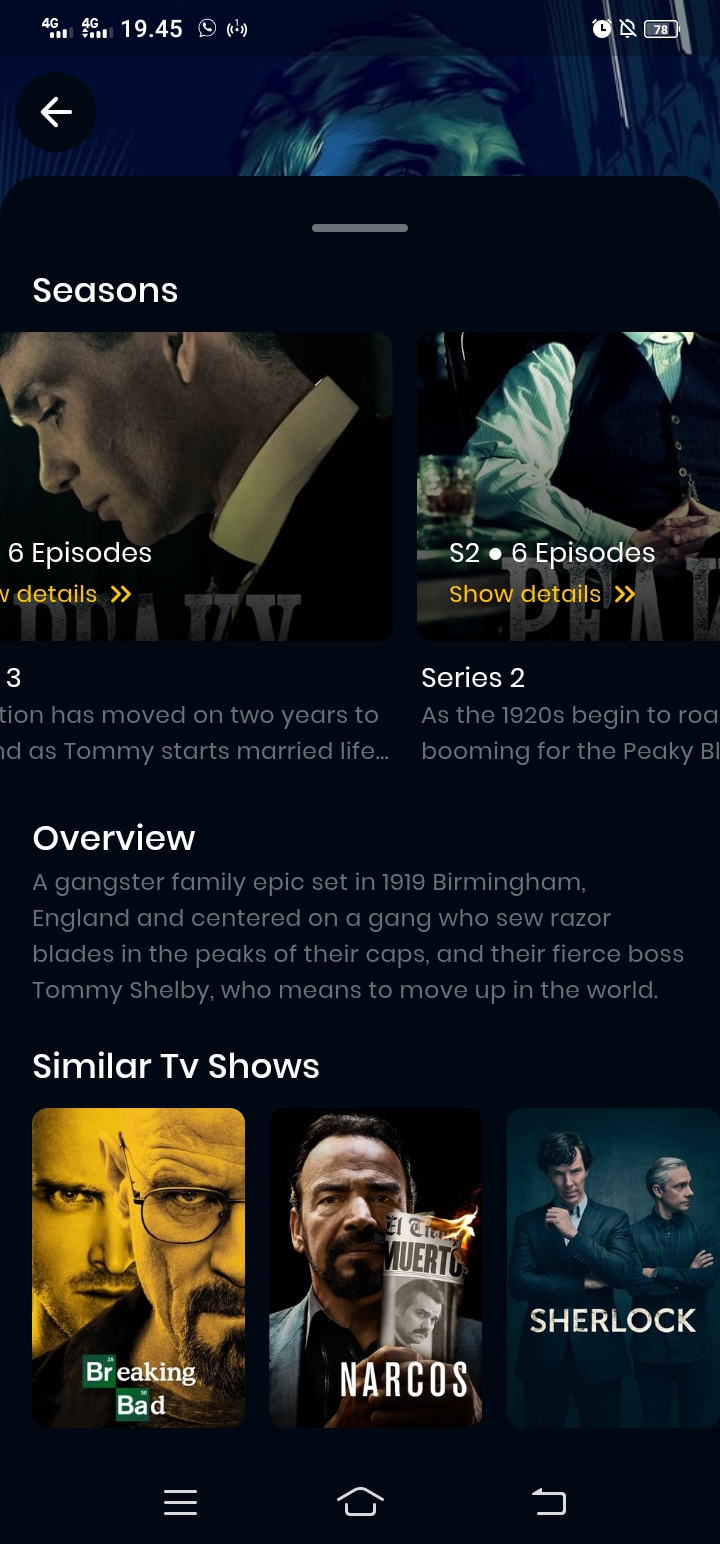 4G 4G 19.45 78
Seasons
6 Episodes
w details
S2 ● 6 Episodes
Show details
PEAKY
PEAK
3
tion has moved on two years to
nd as Tommy starts married life...
Series 2
As the 1920s begin to roa
booming for the Peaky Bl
Overview
A gangster family epic set in 1919 Birmingham,
England and centered on a gang who sew razor
blades in the peaks of their caps, and their fierce boss
Tommy Shelby, who means to move up in the world.
Similar Tv Shows
Breaking
Bad
El Ti
MUERTO
NARCOS
SHERLOCK